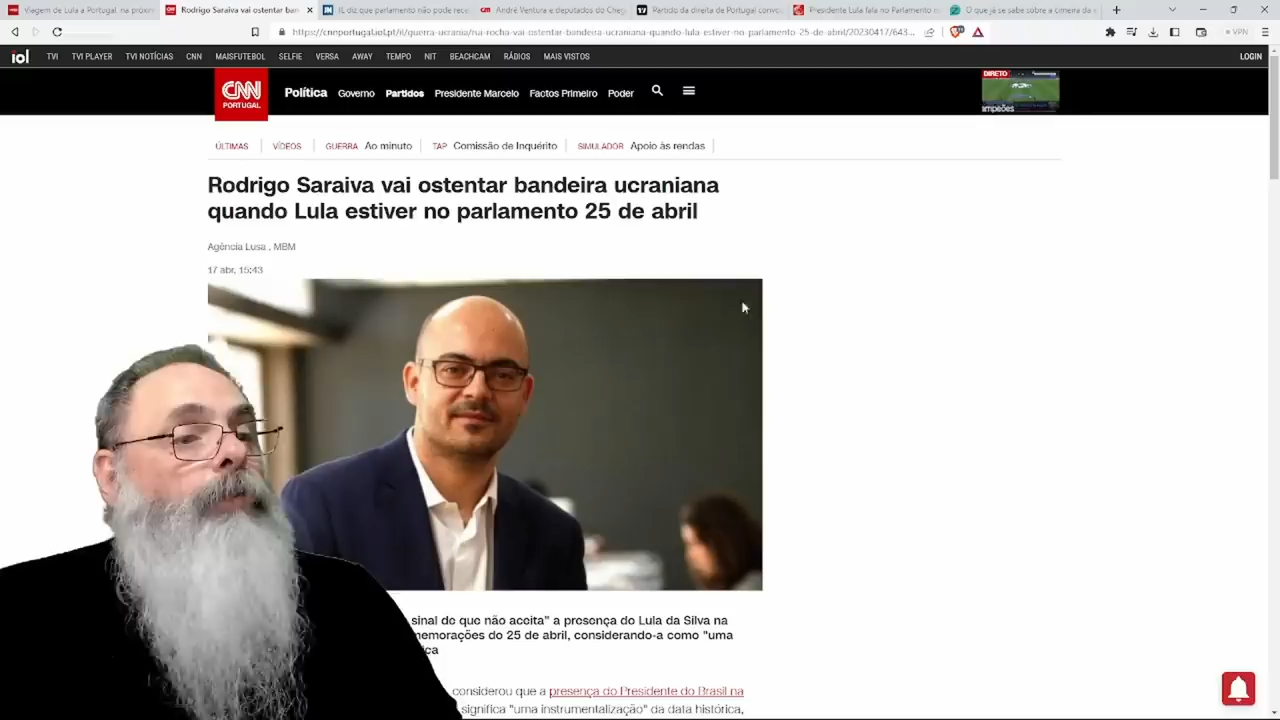 Viagem de Lula a Portugal, na próxim
Rodrigo Saraiva vai ostentar ban
IL diz que parlamento não pode rece
André Ventura e deputados do Cheg
Partido da direita de Portugal convoc
Presidente Lula fala no Parlamento n
O que já se sabe sobre a cimeira da
https://cnnportugal.iol.pt/il/guerra-ucrania/rui-rocha-vai-ostentar-bandeira-ucraniana-quando-lula-estiver-no-parlamento-25-de-abril/20230417/643...
VPN
iol TVI TVI PLAYER TVI NOTÍCIAS CNN MAISFUTEBOL SELFIE VERSA AWAY TEMPO NIT BEACHCAM RÁDIOS MAIS VISTOS LOGIN
CNN PORTUGAL
Política Governo Partidos Presidente Marcelo Factos Primeiro Poder
DIRETO
ampeões
ÚLTIMAS VÍDEOS GUERRA Ao minuto TAP Comissão de Inquérito SIMULADOR Apoio às rendas
Rodrigo Saraiva vai ostentar bandeira ucraniana
quando Lula estiver no parlamento 25 de abril
Agência Lusa , MBM
17 abr, 15:43
sinal de que não aceita" a presença do Lula da Silva na
memorações do 25 de abril, considerando-a como "uma
ica
considerou que a presença do Presidente do Brasil na
significa "uma instrumentalização" da data histórica,